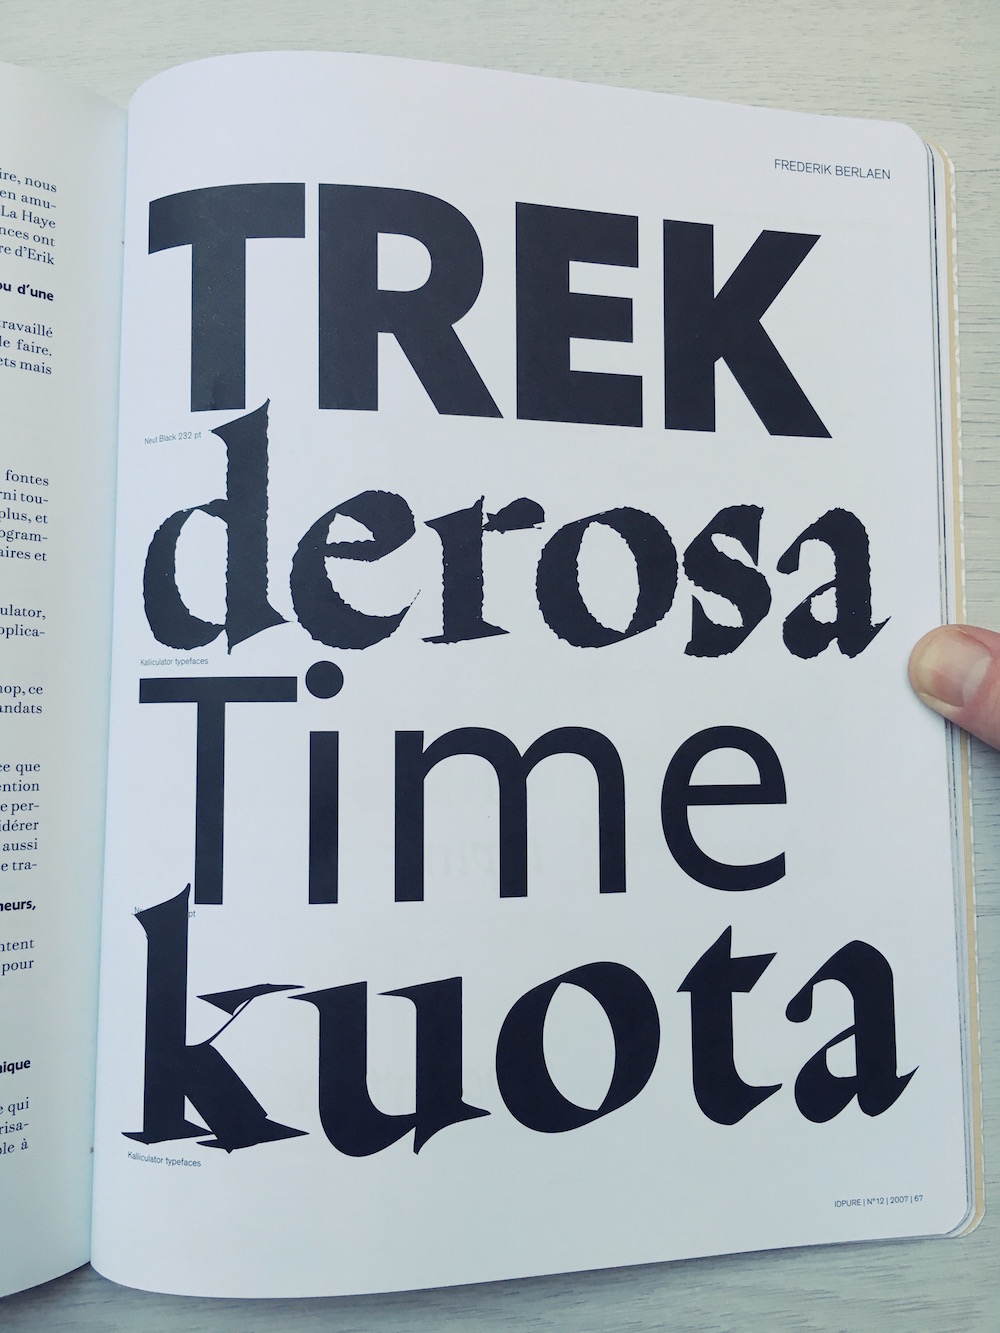 ire, nous
en amu-
La Haye
nces ont
re d'Erik
ou d'une
ravaillé
le faire.
ets mais
fontes
rni tou-
plus, et
ogram-
aires et
ulator,
pplica-
hop, ce
andats
ce que
ention
e per-
idérer
aussi
e tra-
neurs,
ntent
pour
nique
e qui
risa-
ble à
FREDERIK BERLAEN
TREK
Neut Black 232 pt
derosa
Kalliculator typefaces
Time
pt
kuota
Kalliculator typefaces
IDPURE | N°12 | 2007 | 67